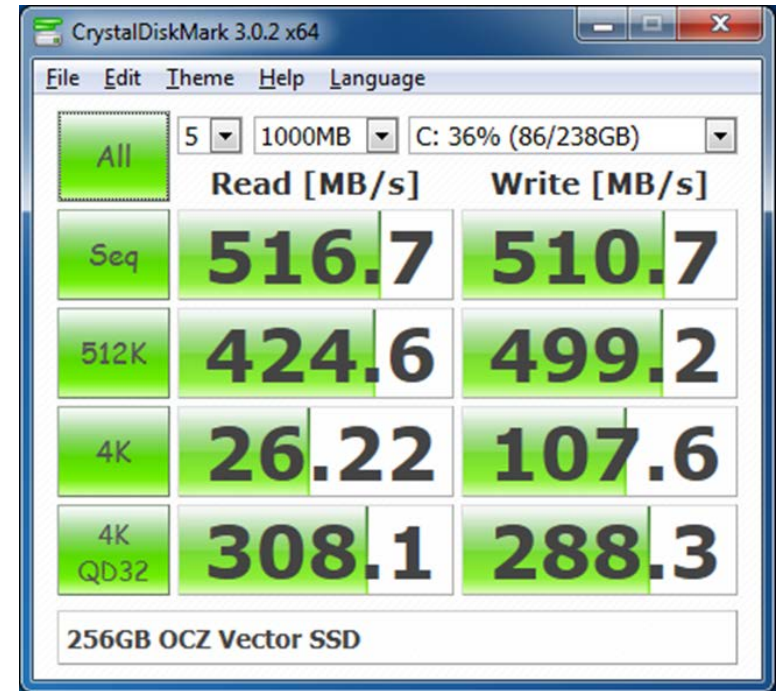 CrystalDiskMark 3.0.2 x64
File Edit Theme Help Language
All 5 1000MB C: 36% (86/238GB)
Read [MB/s] Write [MB/s]
Seq 516.7 510.7
512K 424.6 499.2
4K 26.22 107.6
4K QD32 308.1 288.3
256GB OCZ Vector SSD